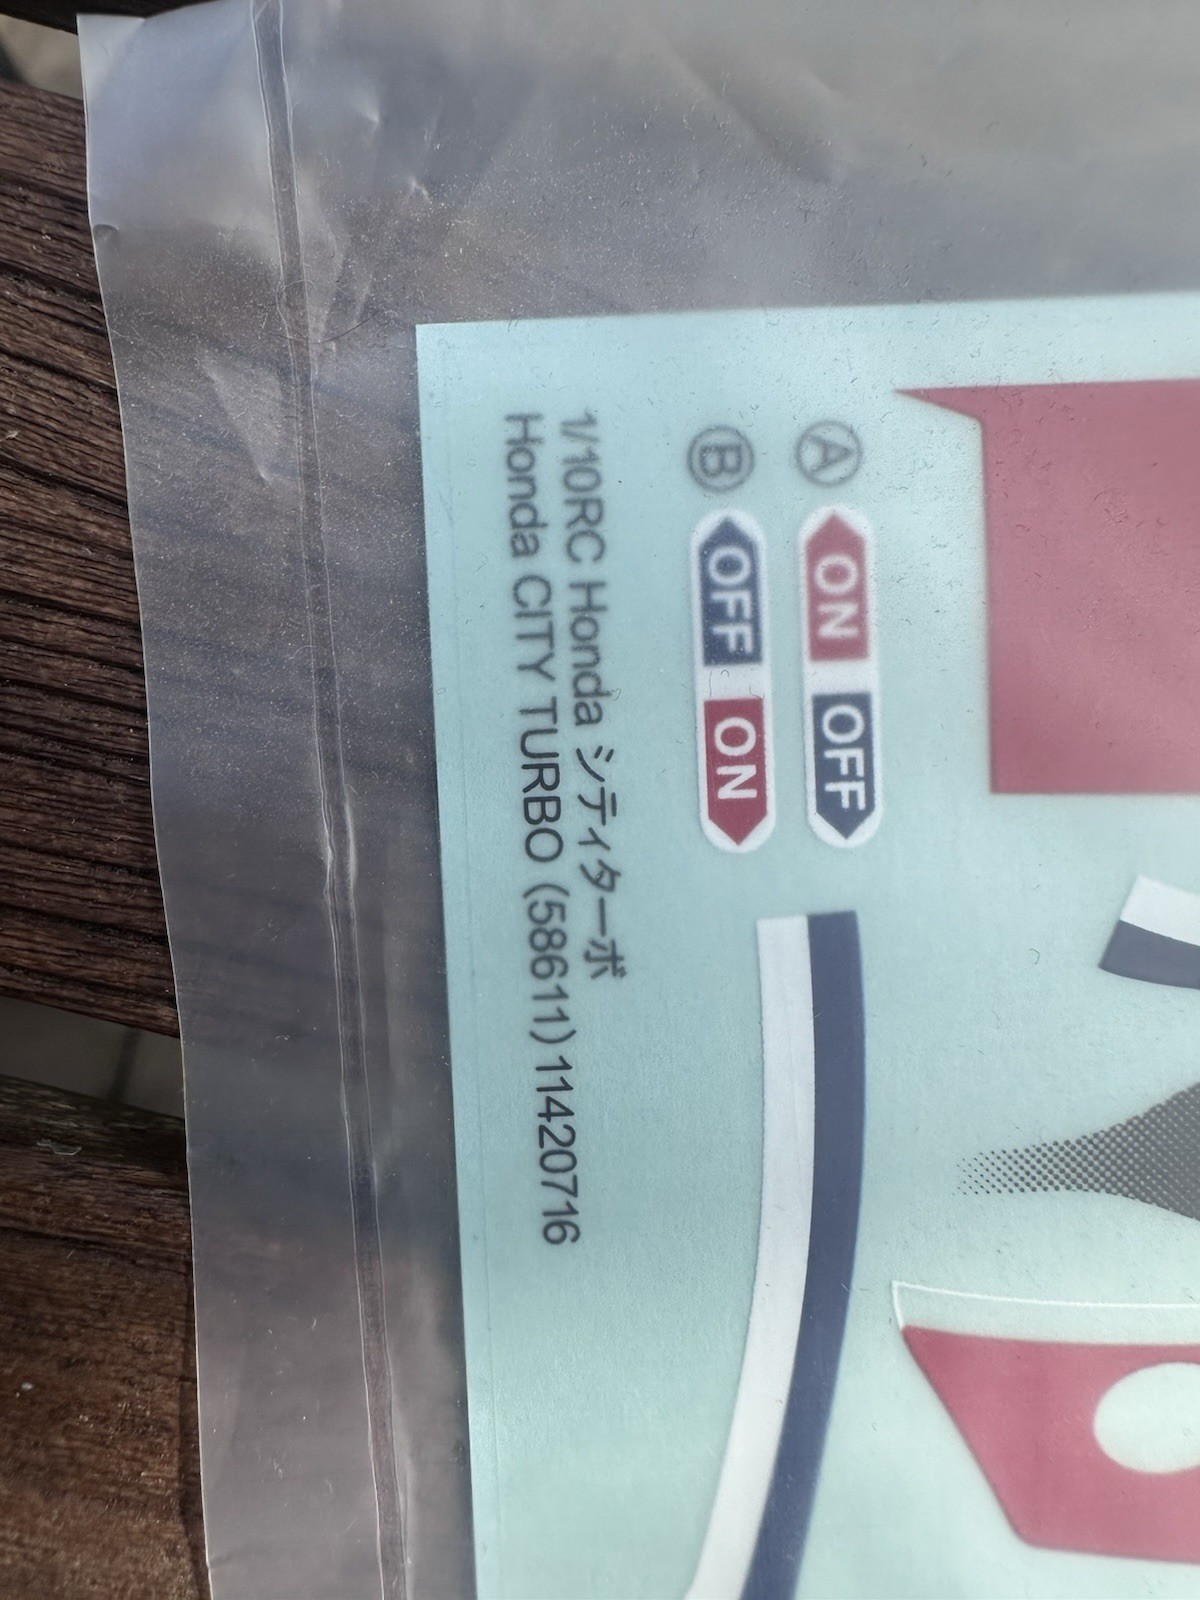 Ⓐ ON OFF
Ⓑ OFF ON
1/10RC Honda シティターボ
Honda CITY TURBO (58611) 11420716